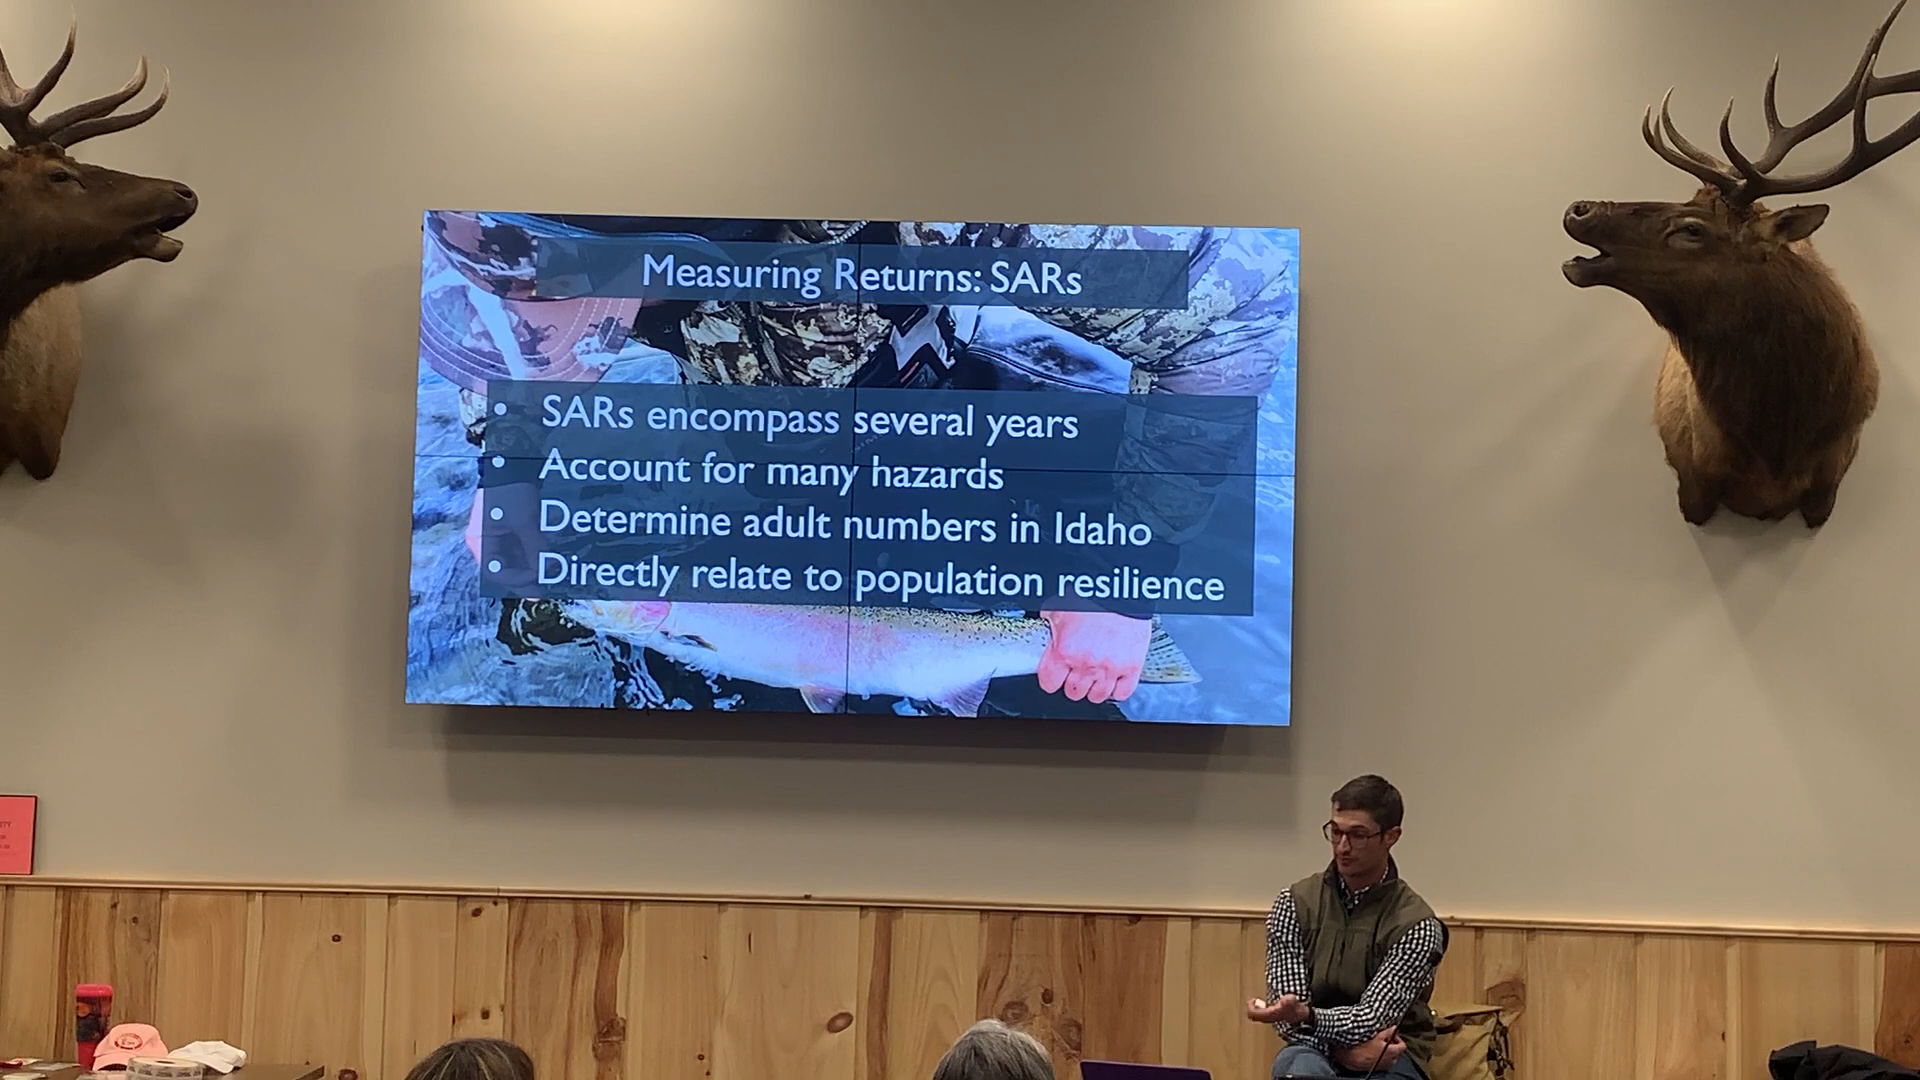 Measuring Returns: SARs
• SARs encompass several years
• Account for many hazards
• Determine adult numbers in Idaho
• Directly relate to population resilience